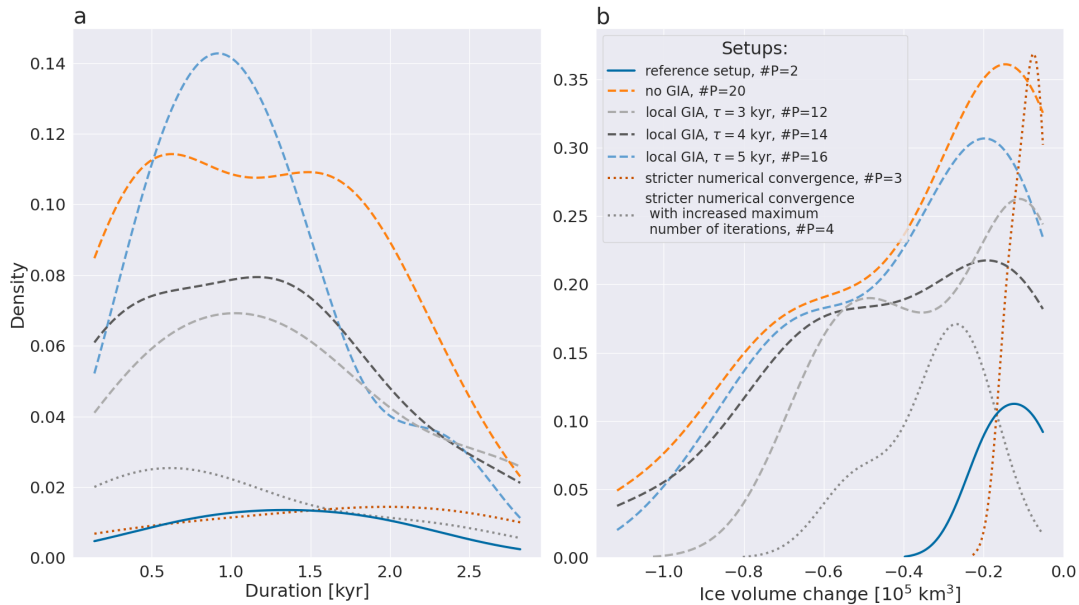 a
0.14
0.12
0.10
0.08
0.06
0.04
0.02
0.00
Density
0.5
1.0
1.5
2.0
2.5
Duration [kyr]
b
Setups:
reference setup, #P=2
no GIA, #P=20
local GIA, τ = 3 kyr, #P=12
local GIA, τ = 4 kyr, #P=14
local GIA, τ = 5 kyr, #P=16
stricter numerical convergence, #P=3
stricter numerical convergence
with increased maximum
number of iterations, #P=4
0.35
0.30
0.25
0.20
0.15
0.10
0.05
0.00
−1.0
−0.8
−0.6
−0.4
−0.2
0.0
Ice volume change [10⁵ km³]